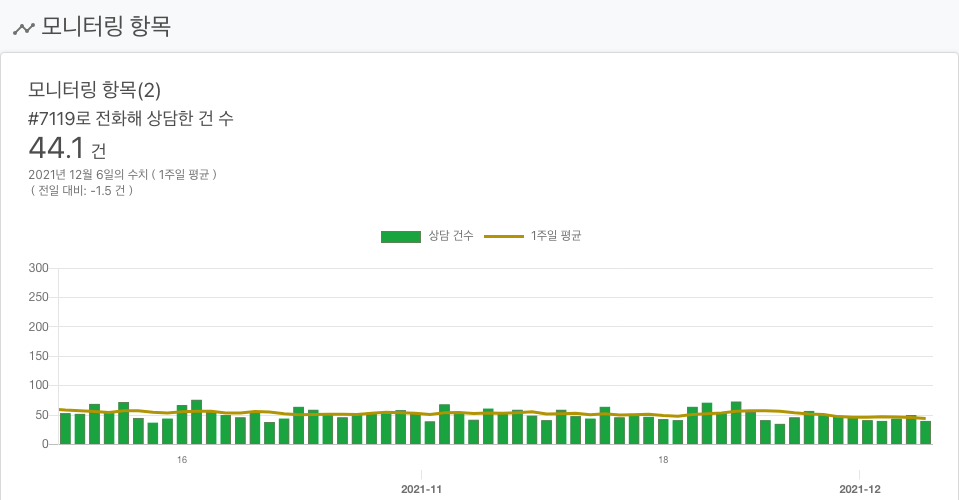 모니터링 항목
모니터링 항목(2)
#7119로 전화해 상담한 건 수
44.1 건
2021년 12월 6일의 수치 ( 1주일 평균 )
( 전일 대비: -1.5 건 )
상담 건수 1주일 평균
300
250
200
150
100
50
0
16 18
2021-11 2021-12